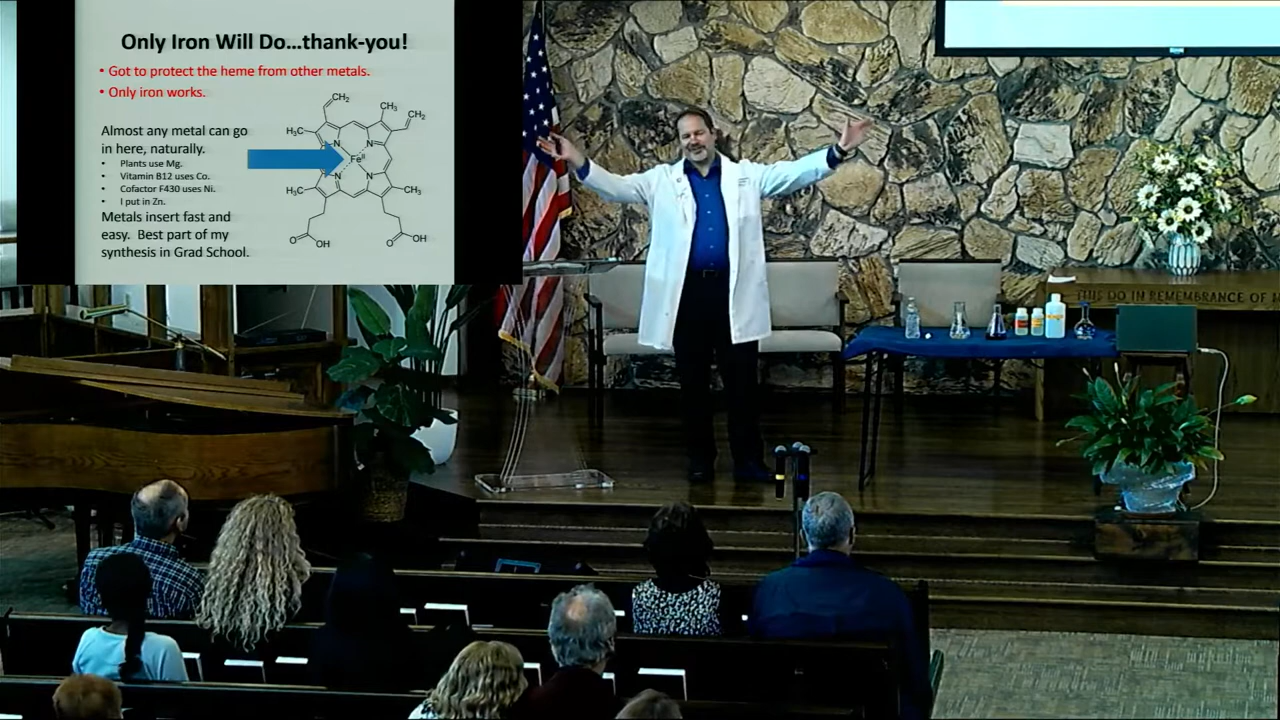 Only Iron Will Do…thank-you!
• Got to protect the heme from other metals.
• Only iron works.
Almost any metal can go
in here, naturally.
• Plants use Mg.
• Vitamin B12 uses Co.
• Cofactor F430 uses Ni.
• I put in Zn.
Metals insert fast and
easy. Best part of my
synthesis in Grad School.
CH2
CH3
CH2
H3C
N
N
FeII
N
N
H3C
CH3
O
OH
O
OH
THIS DO IN REMEMBRANCE OF